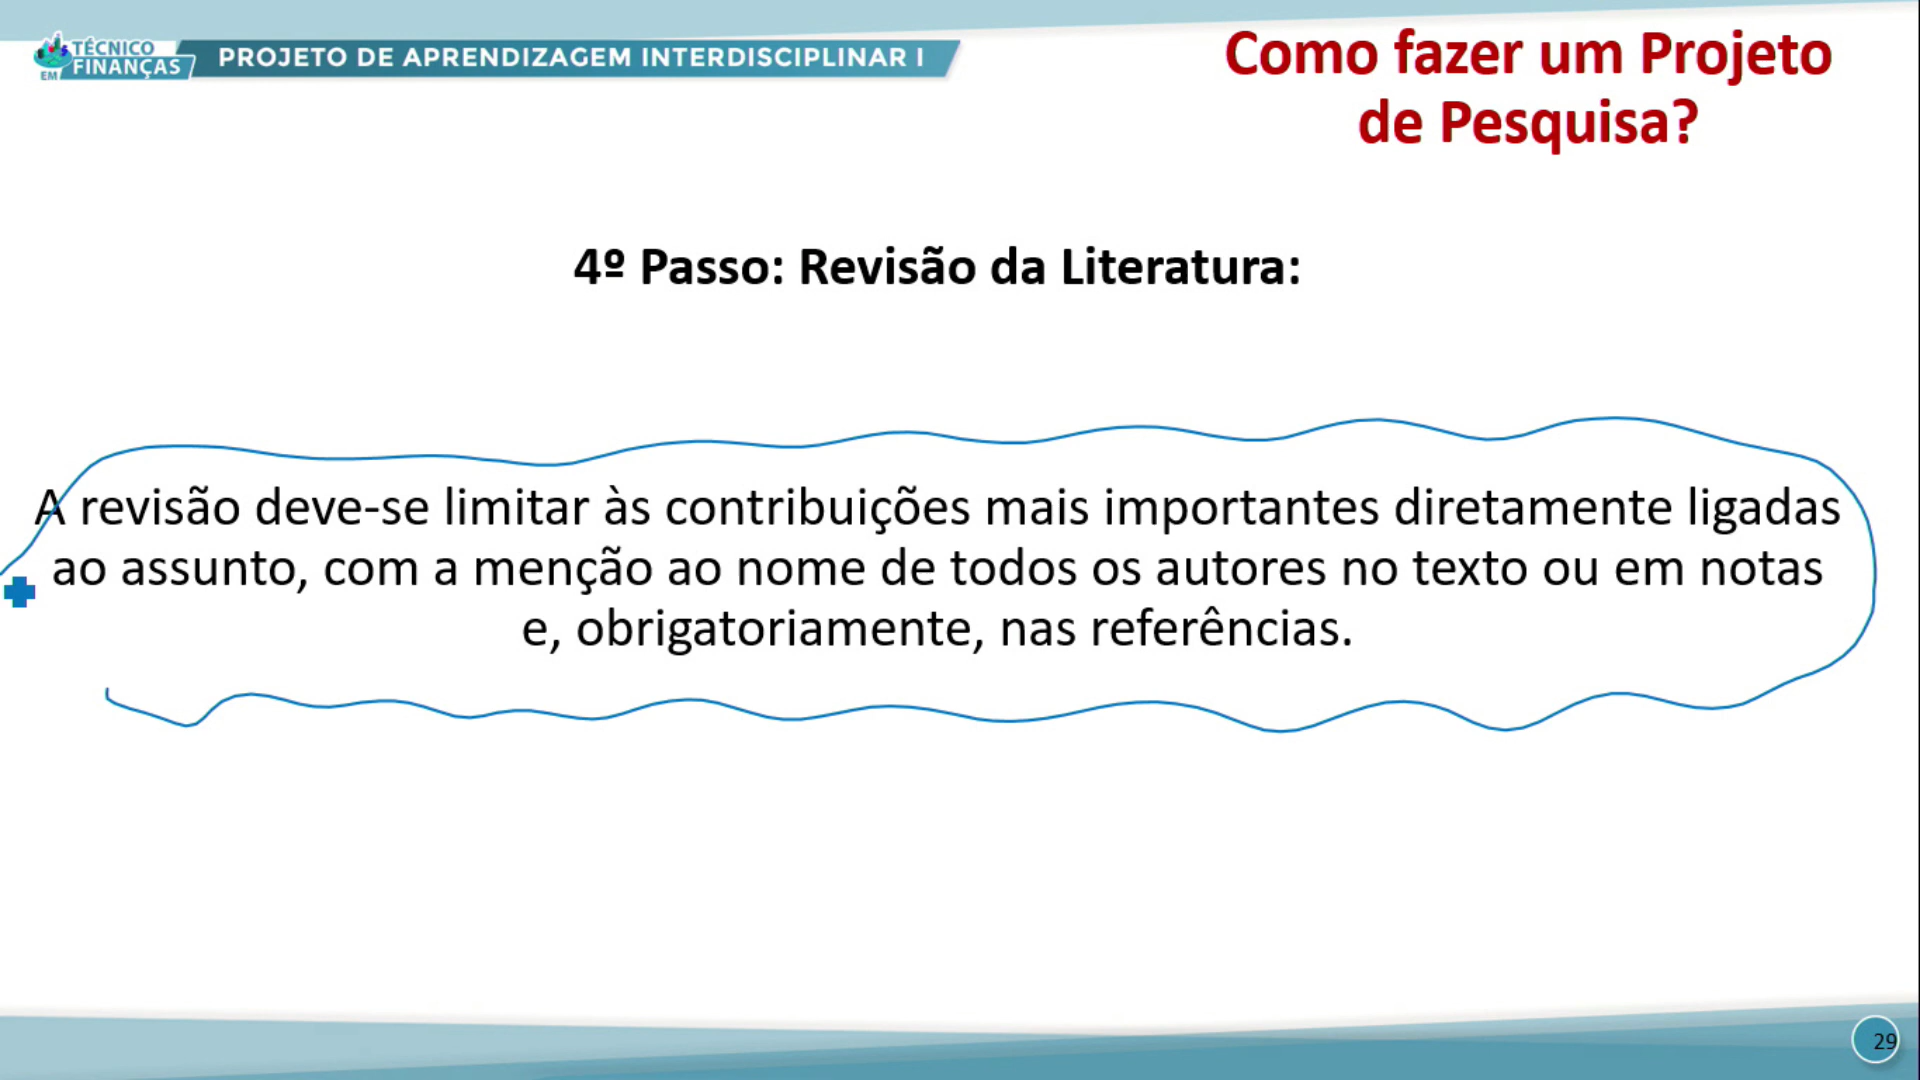 TÉCNICO
EM FINANÇAS
PROJETO DE APRENDIZAGEM INTERDISCIPLINAR I
Como fazer um Projeto
de Pesquisa?
4º Passo: Revisão da Literatura:
A revisão deve-se limitar às contribuições mais importantes diretamente ligadas
ao assunto, com a menção ao nome de todos os autores no texto ou em notas
e, obrigatoriamente, nas referências.
29